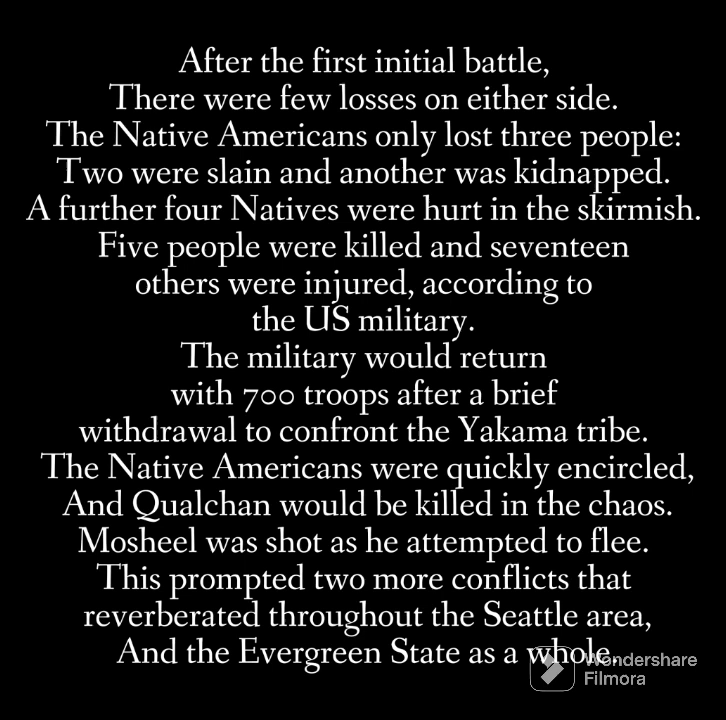 After the first initial battle,
There were few losses on either side.
The Native Americans only lost three people:
Two were slain and another was kidnapped.
A further four Natives were hurt in the skirmish.
Five people were killed and seventeen
others were injured, according to
the US military.
The military would return
with 700 troops after a brief
withdrawal to confront the Yakama tribe.
The Native Americans were quickly encircled,
And Qualchan would be killed in the chaos.
Mosheel was shot as he attempted to flee.
This prompted two more conflicts that
reverberated throughout the Seattle area,
And the Evergreen State as a whole.
Wondershare
Filmora